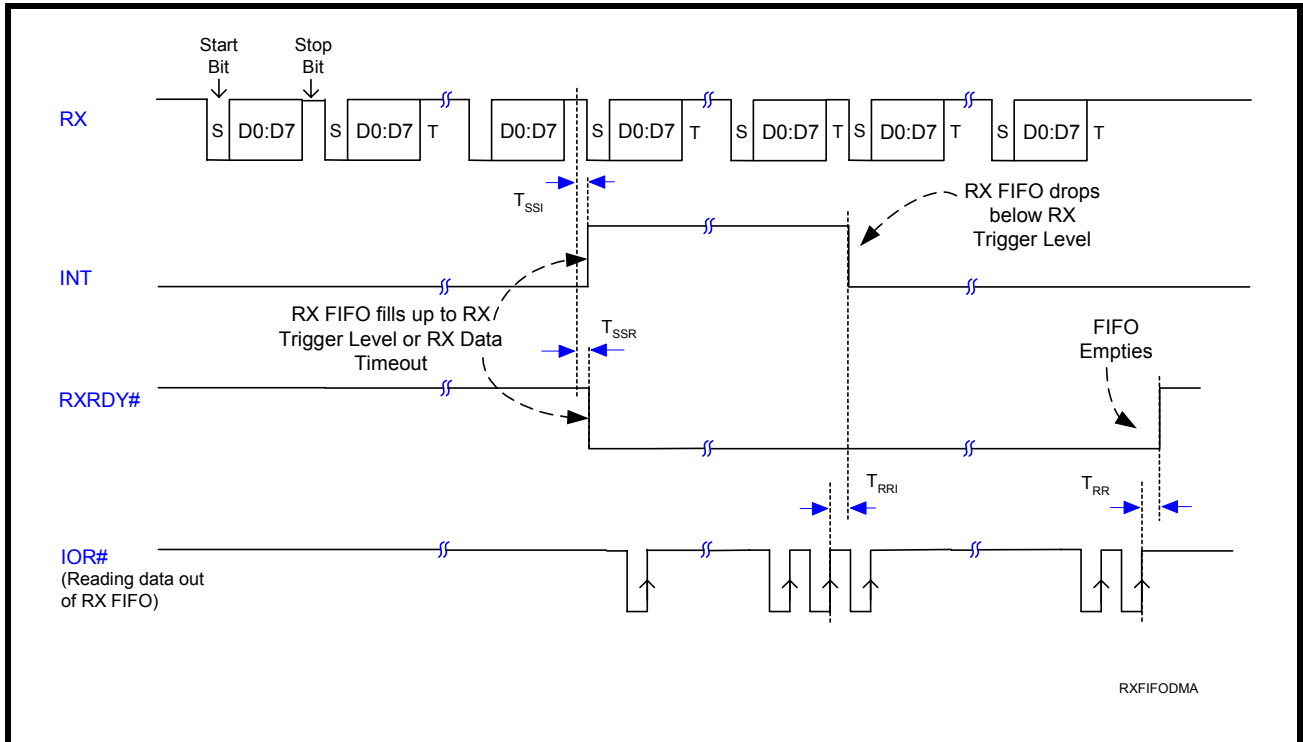 Start
Bit
Stop
Bit
RX
S D0:D7 S D0:D7 T D0:D7 S D0:D7 T S D0:D7 T S D0:D7 T S D0:D7 T
TSSI
RX FIFO drops
below RX
Trigger Level
INT
RX FIFO fills up to RX
Trigger Level or RX Data
Timeout
TSSR
FIFO
Empties
RXRDY#
TRRI
TRR
IOR#
(Reading data out
of RX FIFO)
RXFIFODMA